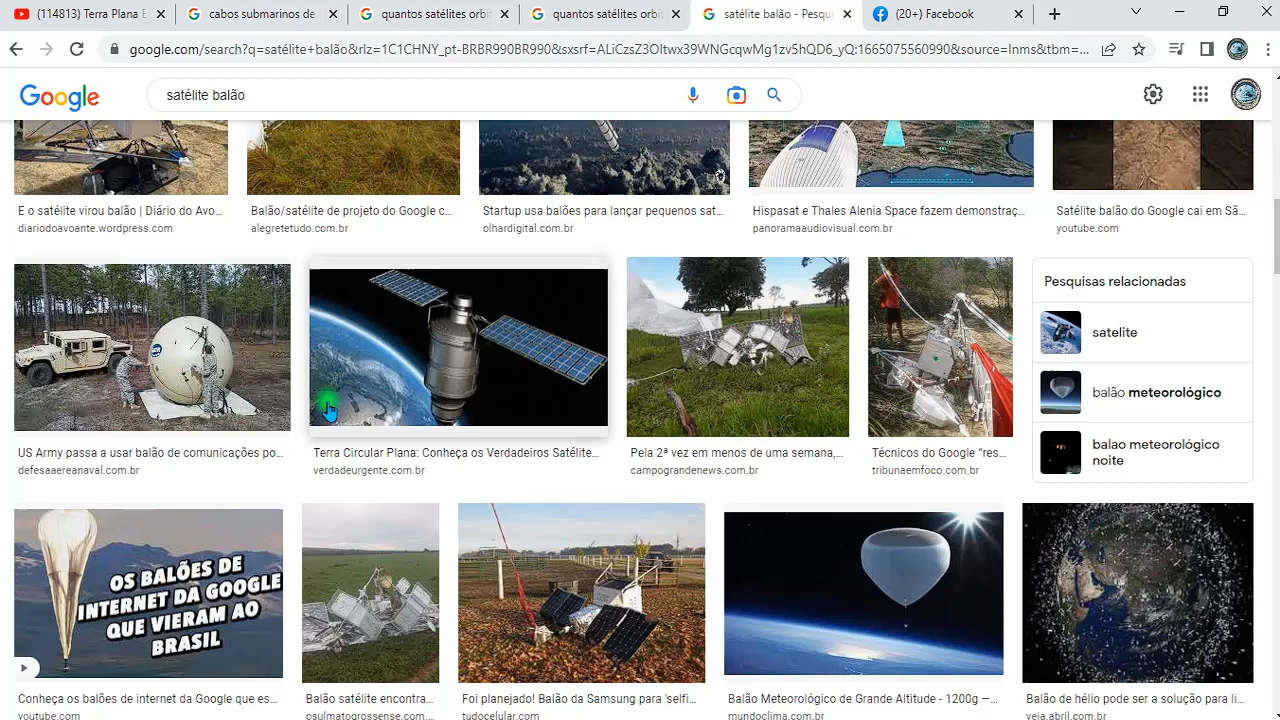 (114813) Terra Plana E
cabos submarinos de
quantos satélites orbit
quantos satélites orbit
satélite balão - Pesqui
(20+) Facebook
google.com/search?q=satélite+balão&rlz=1C1CHNY_pt-BRBR990BR990&sxsrf=ALiCzsZ3OItwx39WNGcqwMg1zv5hQD6_yQ:1665075560990&source=lnms&tbm=...
Google
satélite balão
E o satélite virou balão | Diário do Avo...
diariodoavoante.wordpress.com
Balão/satélite de projeto do Google c...
alegretetudo.com.br
Startup usa balões para lançar pequenos sat...
olhardigital.com.br
Hispasat e Thales Alenia Space fazem demonstraç...
panoramaaudiovisual.com.br
Satélite balão do Google cai em Sã...
youtube.com
US Army passa a usar balão de comunicações po...
defesaaereanaval.com.br
Terra Circular Plana: Conheça os Verdadeiros Satélite...
verdadeurgente.com.br
Pela 2ª vez em menos de uma semana,...
campograndenews.com.br
Técnicos do Google “res...
tribunaemfoco.com.br
Pesquisas relacionadas
satelite
balão meteorológico
balao meteorológico
noite
OS BALÕES DE
INTERNET DA GOOGLE
QUE VIERAM AO
BRASIL
Conheça os balões de internet da Google que es...
youtube.com
Balão satélite encontra...
osulmatogrossense.com...
Foi planejado! Balão da Samsung para 'selfi...
tudocelular.com
Balão Meteorológico de Grande Altitude - 1200g —...
mundoclima.com.br
Balão de hélio pode ser a solução para li...
veja.abril.com.br